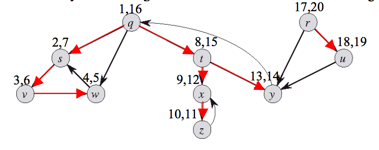 1,16
17,20
q
r
2,7
8,15
18,19
s
t
u
3,6
4,5
9,12
13,14
v
w
x
y
10,11
z